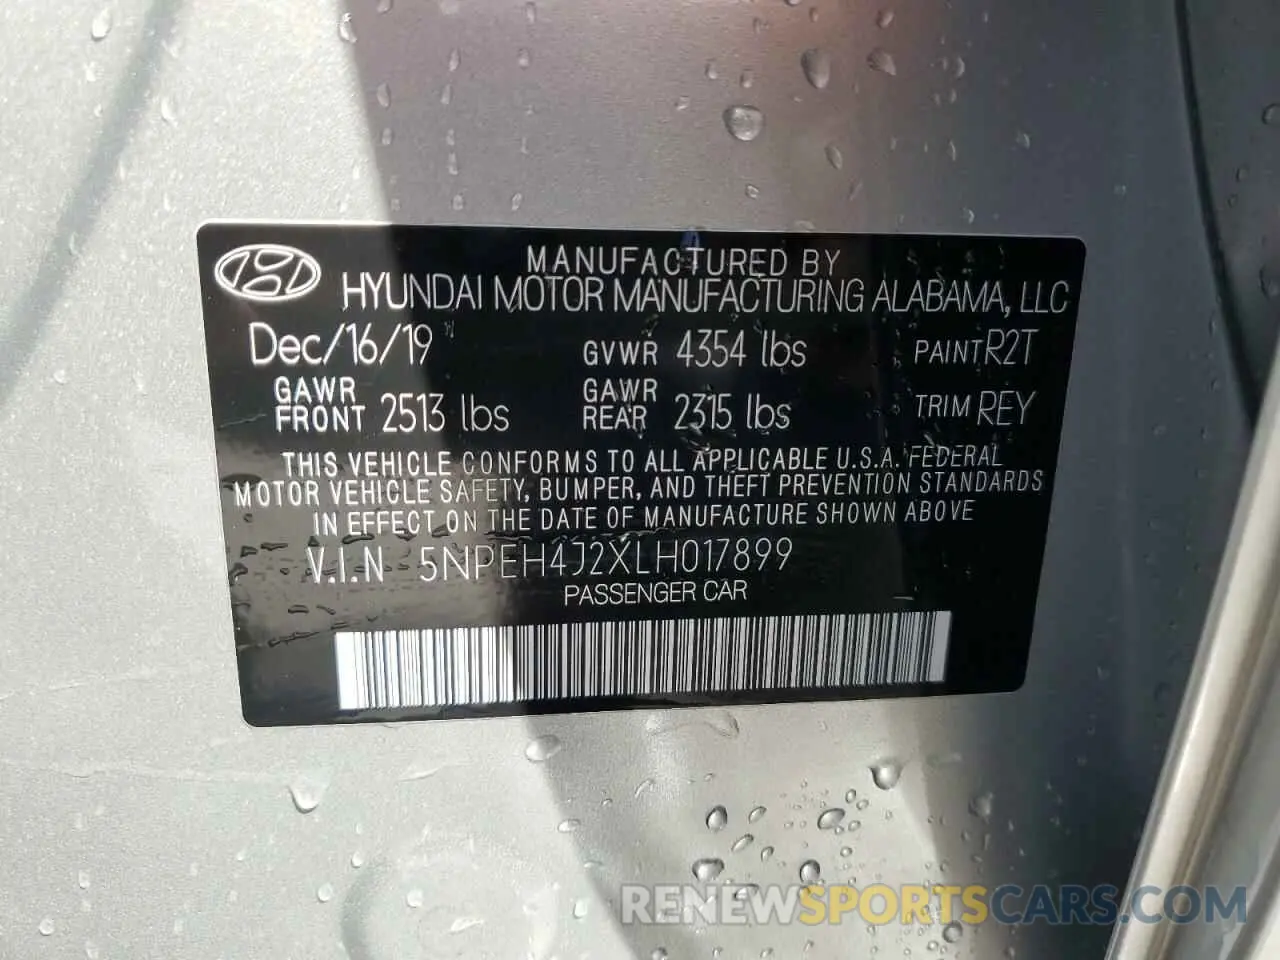 MANUFACTURED BY
HYUNDAI MOTOR MANUFACTURING ALABAMA, LLC
Dec/16/19 GVWR 4354 lbs PAINT R2T
GAWR FRONT 2513 lbs GAWR REAR 2315 lbs TRIM REY
THIS VEHICLE CONFORMS TO ALL APPLICABLE U.S.A. FEDERAL
MOTOR VEHICLE SAFETY, BUMPER, AND THEFT PREVENTION STANDARDS
IN EFFECT ON THE DATE OF MANUFACTURE SHOWN ABOVE
V.I.N 5NPEH4J2XLH017899
PASSENGER CAR
RENEWSPORTSCARS.COM